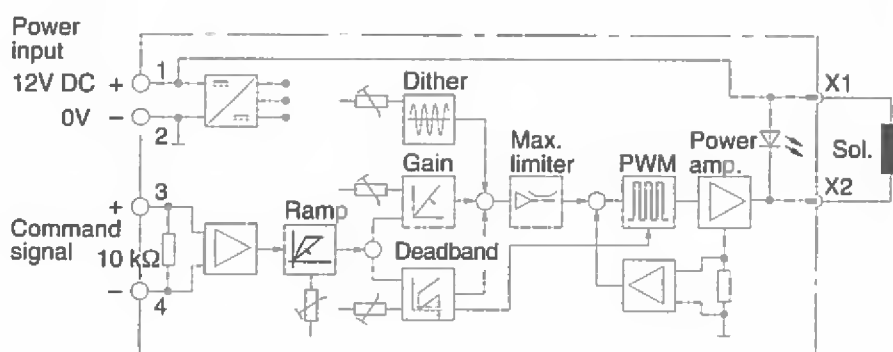 Power
input
12V DC + 1
0V − 2
Dither
Gain
Max.
limiter
PWM
Power
amp.
X1
Sol.
X2
+ 3
Command
signal
10 kΩ
− 4
Ramp
Deadband